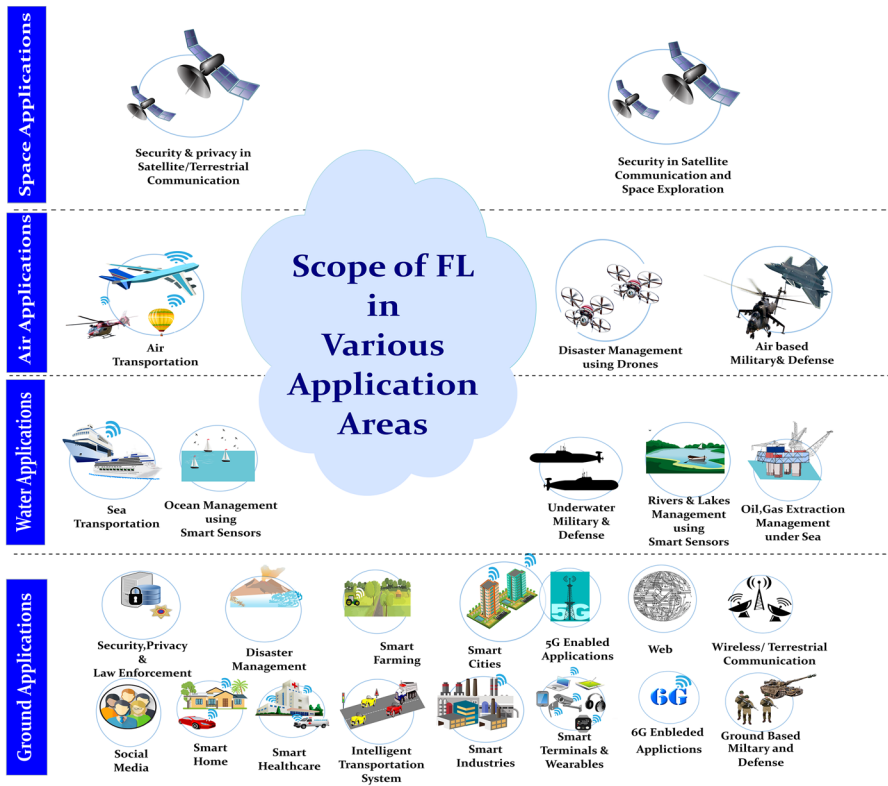 Space Applications
Security & privacy in
Satellite/Terrestrial
Communication
Security in Satellite
Communication and
Space Exploration
Scope of FL
in
Various
Application
Areas
Air Applications
Air
Transportation
Disaster Management
using Drones
Air based
Military& Defense
Water Applications
Sea
Transportation
Ocean Management
using
Smart Sensors
Underwater
Military &
Defense
Rivers & Lakes
Management
using
Smart Sensors
Oil,Gas Extraction
Management
under Sea
Ground Applications
Security,Privacy
&
Law Enforcement
Disaster
Management
Smart
Farming
Smart
Cities
5G
5G Enabled
Applications
Web
Wireless/ Terrestrial
Communication
Social
Media
Smart
Home
Smart
Healthcare
Intelligent
Transportation
System
Smart
Industries
Smart
Terminals &
Wearables
6G
6G Enbleded
Applictions
Ground Based
Miltary and
Defense